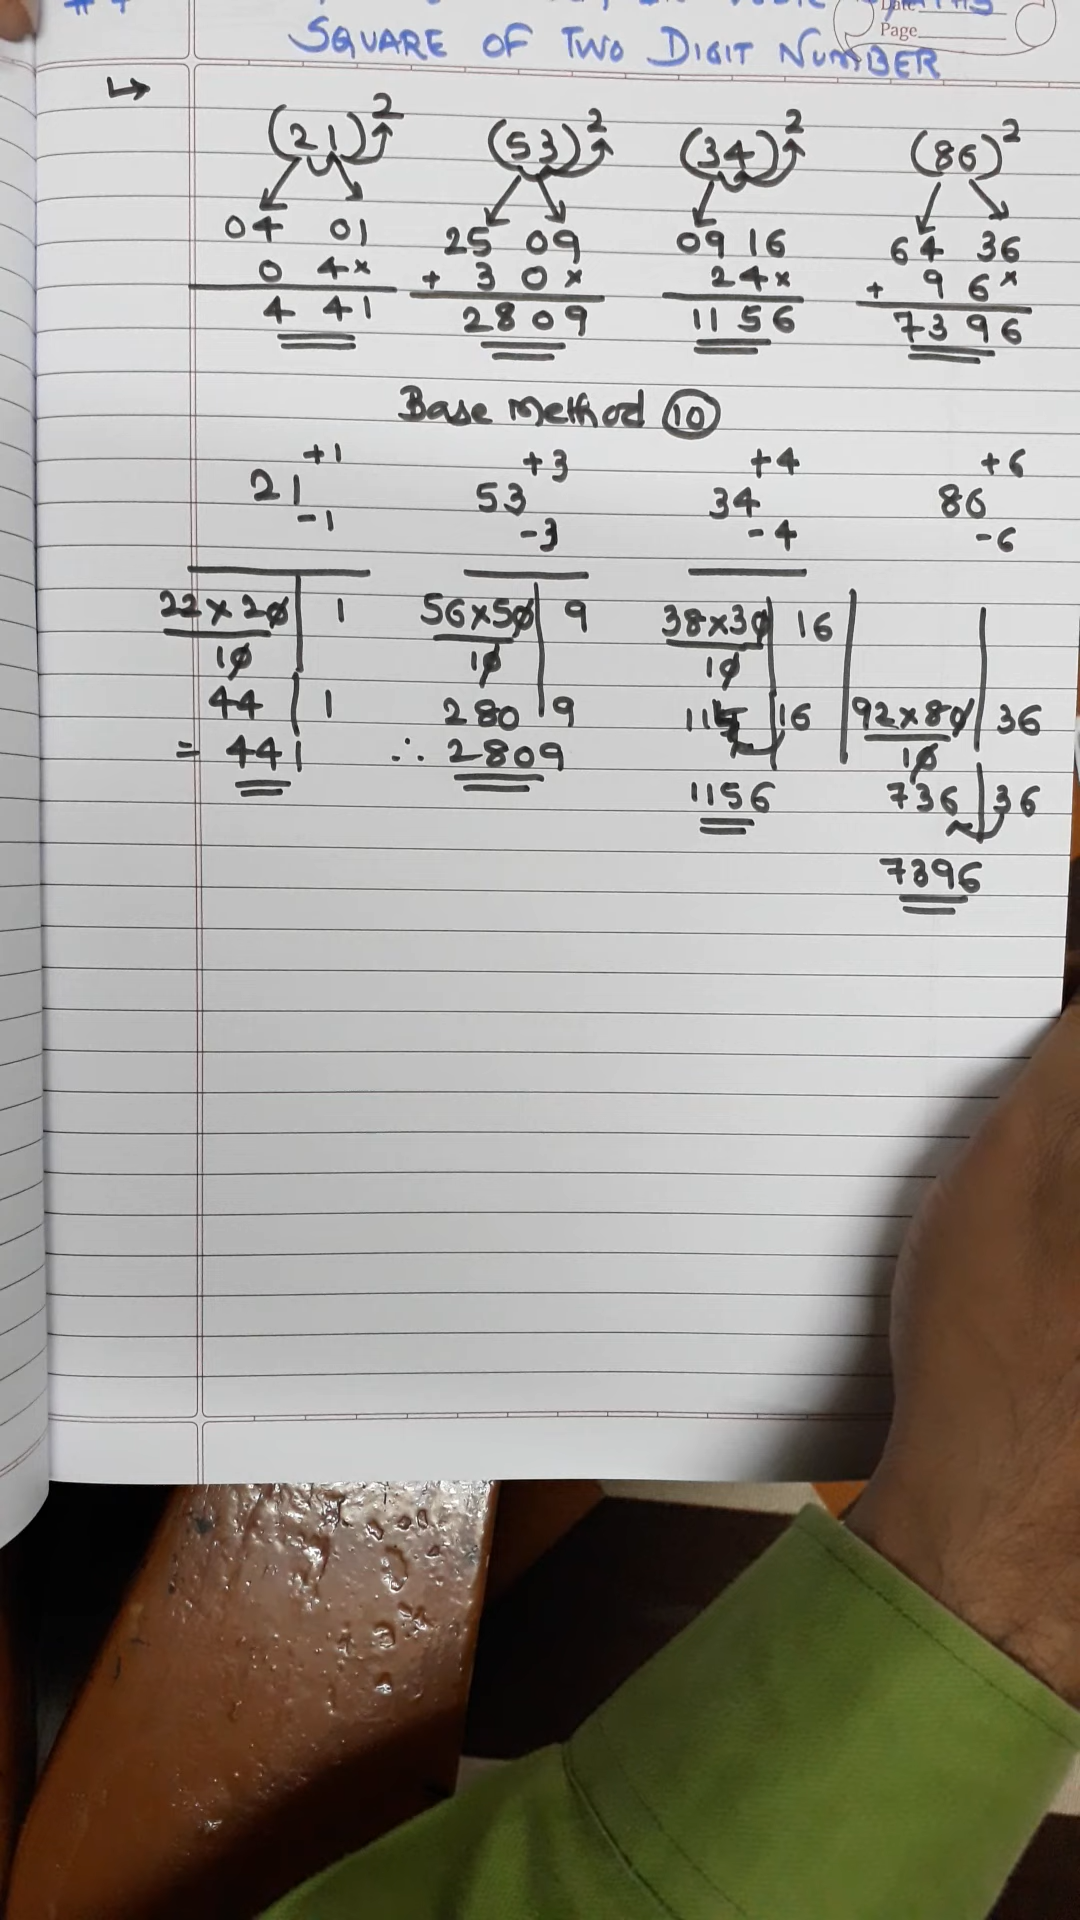 Date
Page
SQUARE OF TWO DIGIT NUMBER
↳ (21)² (53)² (34)² (86)²
04 01 25 09 09 16 64 36
0 4× + 3 0 × 24× + 9 6×
4 41 2809 1156 7396
Base Method 10
+1 +3 +4 +6
21 53 34 86
-1 -3 -4 -6
22×20 | 1 56×50 | 9 38×30 | 16
10 10 10
44 | 1 280 | 9 114 | 16 92×80 | 36
= 441 ∴ 2809 10
1156 736 | 36
7396